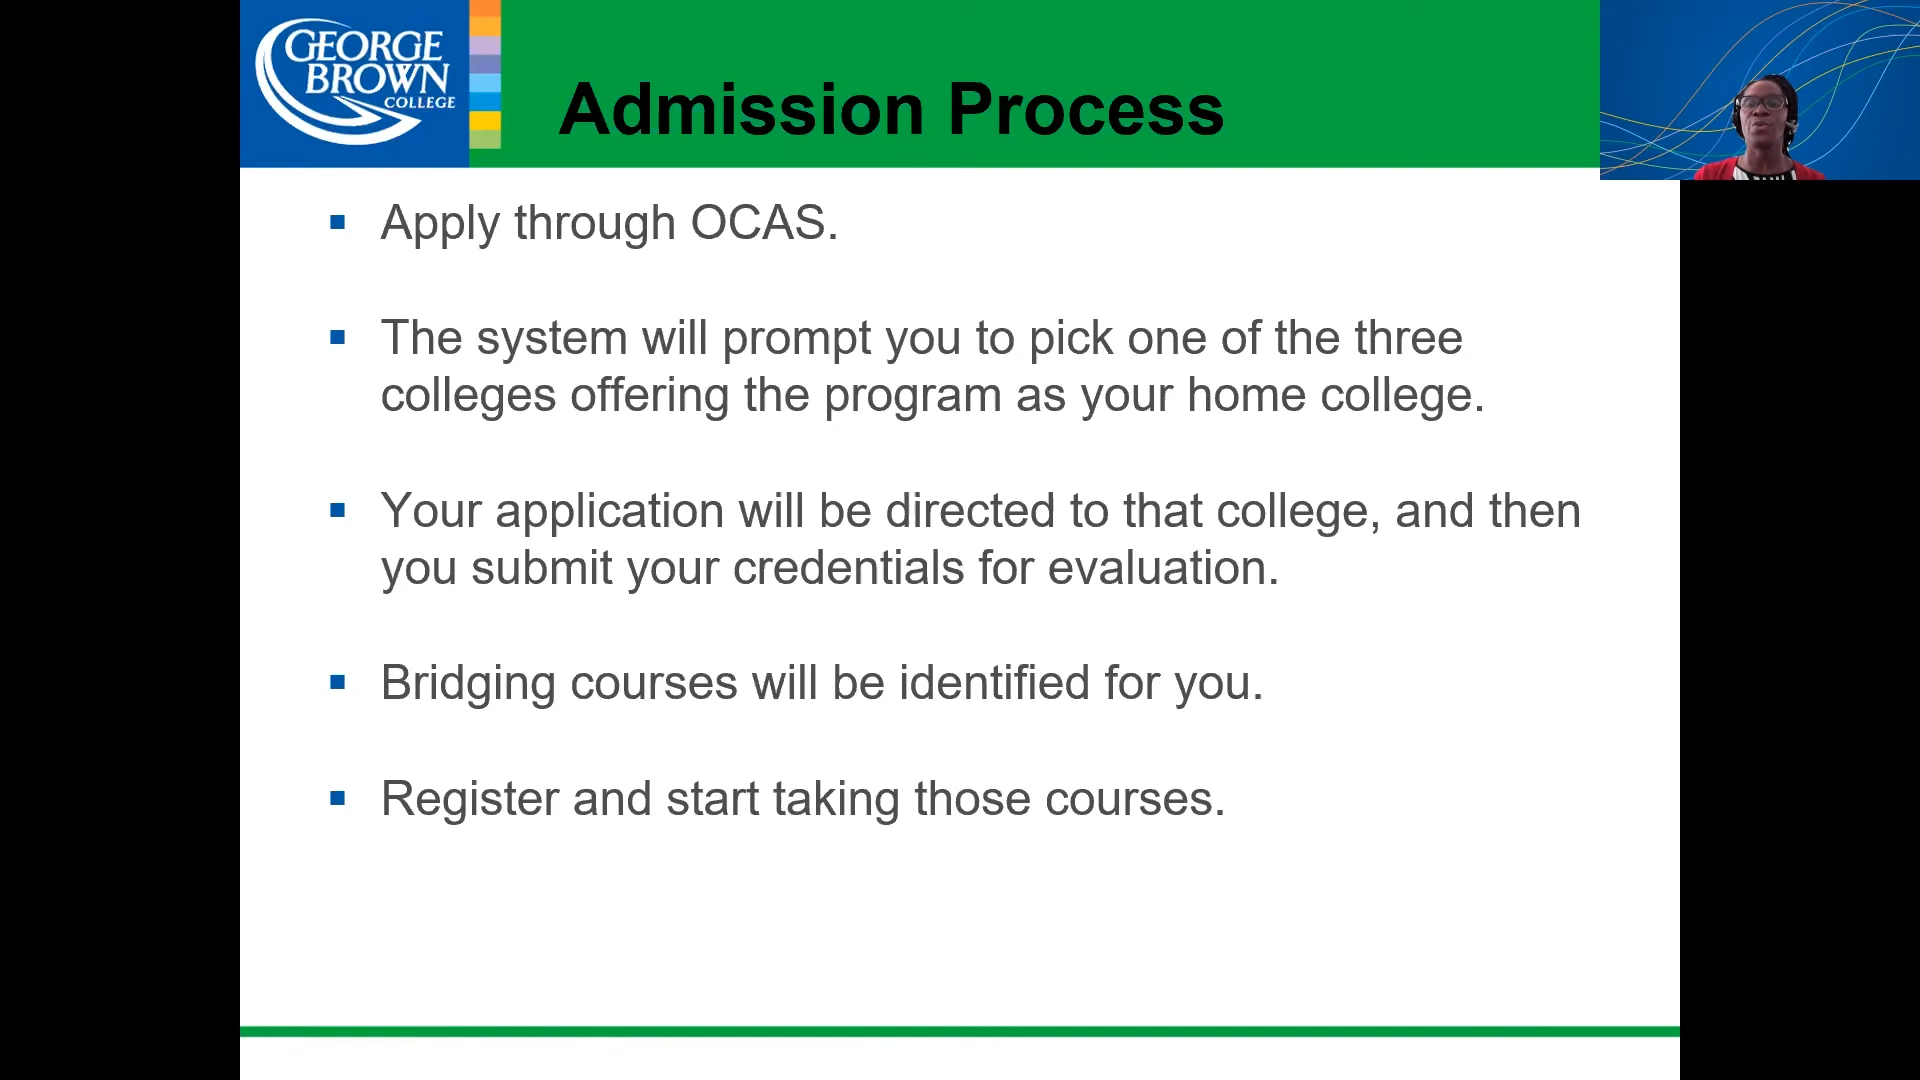 GEORGE
BROWN
COLLEGE
Admission Process
Apply through OCAS.
The system will prompt you to pick one of the three
colleges offering the program as your home college.
Your application will be directed to that college, and then
you submit your credentials for evaluation.
Bridging courses will be identified for you.
Register and start taking those courses.